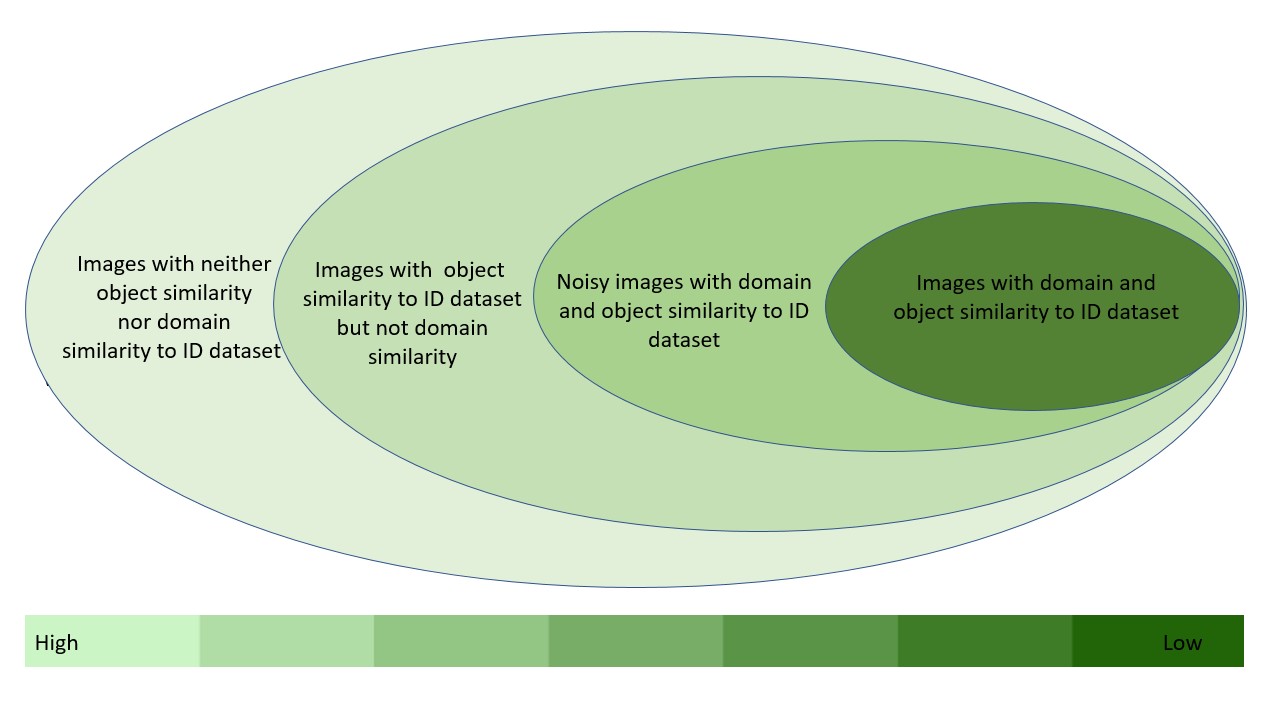 Images with neither
object similarity
nor domain
similarity to ID dataset
Images with  object
similarity to ID dataset
but not domain
similarity
Noisy images with domain
and object similarity to ID
dataset
Images with domain and
object similarity to ID dataset
High
Low